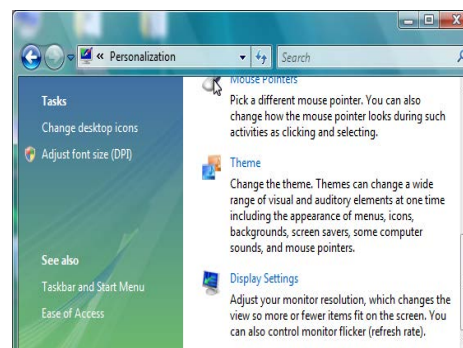 « Personalization
Search
Tasks
Change desktop icons
Adjust font size (DPI)
See also
Taskbar and Start Menu
Ease of Access
Mouse Pointers
Pick a different mouse pointer. You can also
change how the mouse pointer looks during such
activities as clicking and selecting.
Theme
Change the theme. Themes can change a wide
range of visual and auditory elements at one time
including the appearance of menus, icons,
backgrounds, screen savers, some computer
sounds, and mouse pointers.
Display Settings
Adjust your monitor resolution, which changes the
view so more or fewer items fit on the screen. You
can also control monitor flicker (refresh rate).